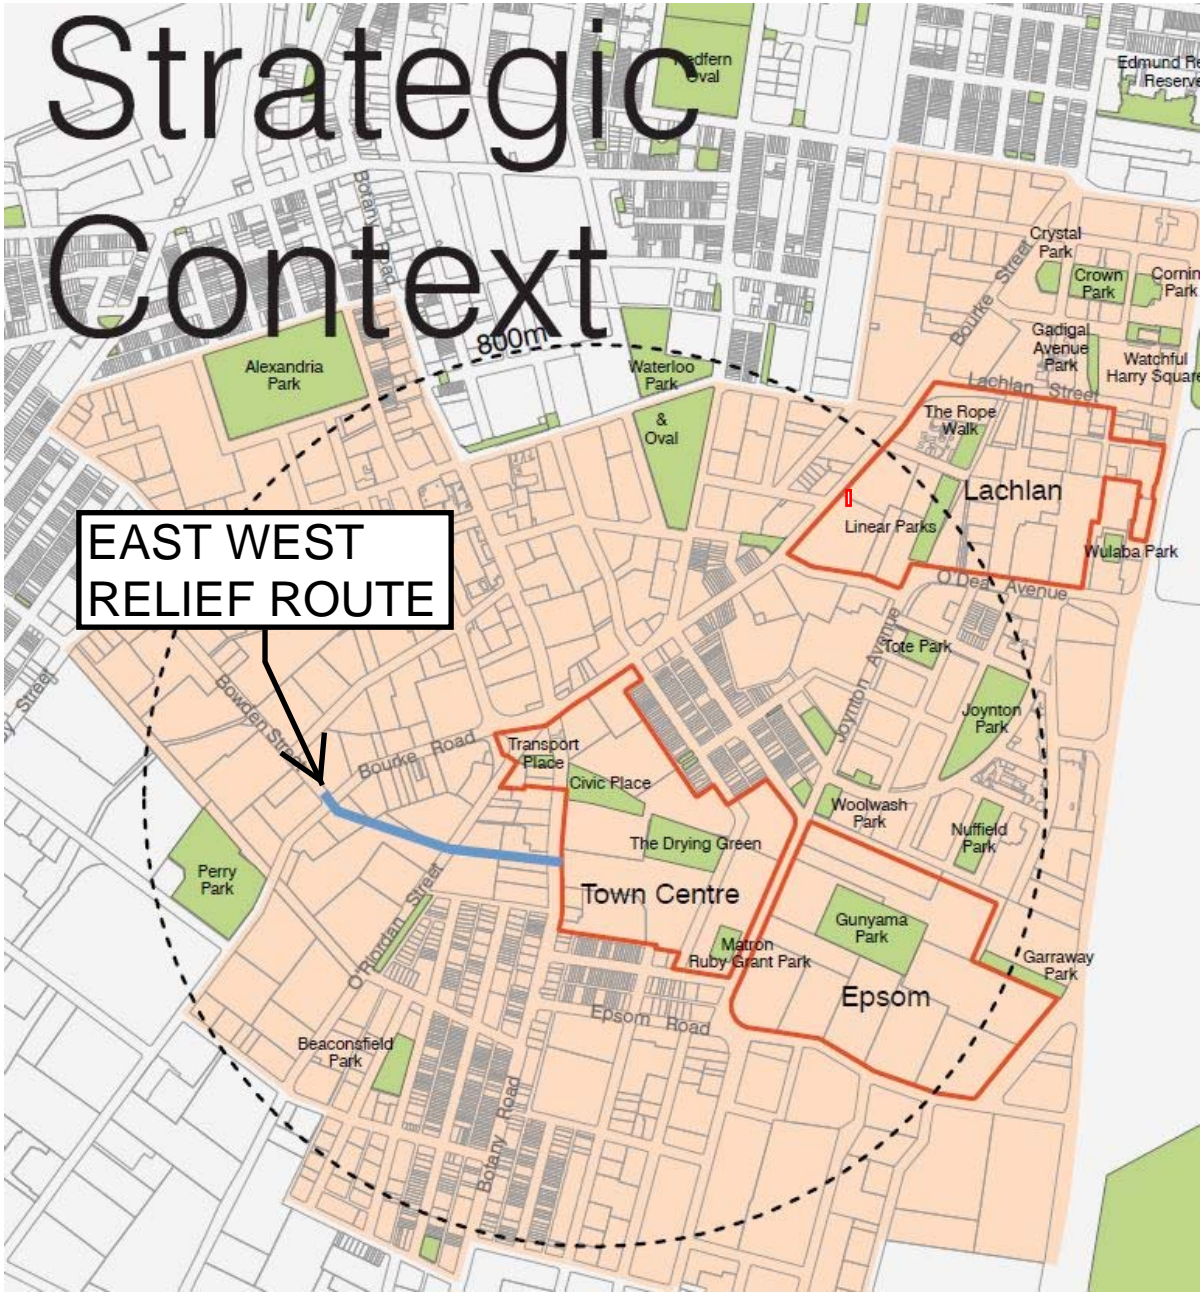 Strategic
Context
Redfern
Oval
Edmund Re
Reserve
Botany Road
Crystal
Park
Crown
Park
Corning
Park
Bourke Street
Gadigal
Avenue
Park
Watchful
Harry Square
800m
Alexandria
Park
Waterloo
Park
&
Oval
Lachlan Street
The Rope
Walk
Lachlan
Linear Parks
Wulaba Park
O'Dea Avenue
EAST WEST
RELIEF ROUTE
Tote Park
Joynton Avenue
Joynton
Park
Bowden Street
y Street
Bourke Road
Transport
Place
Civic Place
Woolwash
Park
Nuffield
Park
The Drying Green
Perry
Park
Town Centre
Gunyama
Park
O'Riordan Street
Matron
Ruby Grant Park
Garraway
Park
Epsom
Epsom Road
Beaconsfield
Park
Botany Road